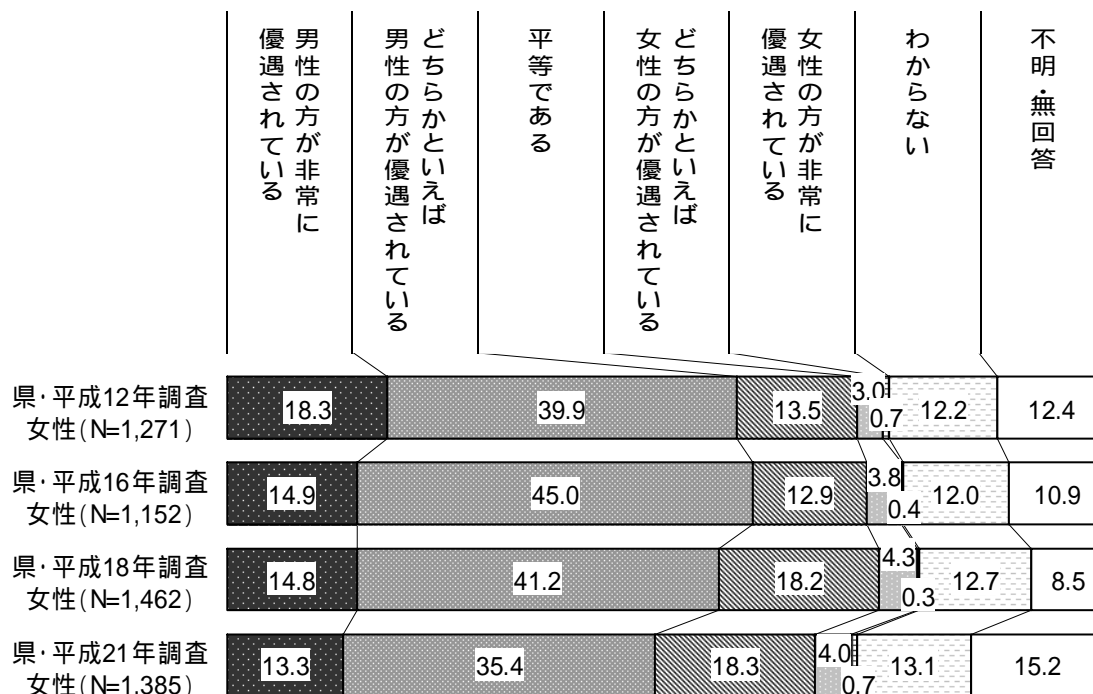 男性の方が非常に
優遇されている
どちらかといえば
男性の方が優遇されている
平等である
どちらかといえば
女性の方が優遇されている
女性の方が非常に
優遇されている
わからない
不明・無回答
県・平成12年調査
女性(N=1,271)
18.3
39.9
13.5
3.0
0.7
12.2
12.4
県・平成16年調査
女性(N=1,152)
14.9
45.0
12.9
3.8
0.4
12.0
10.9
県・平成18年調査
女性(N=1,462)
14.8
41.2
18.2
4.3
0.3
12.7
8.5
県・平成21年調査
女性(N=1,385)
13.3
35.4
18.3
4.0
0.7
13.1
15.2